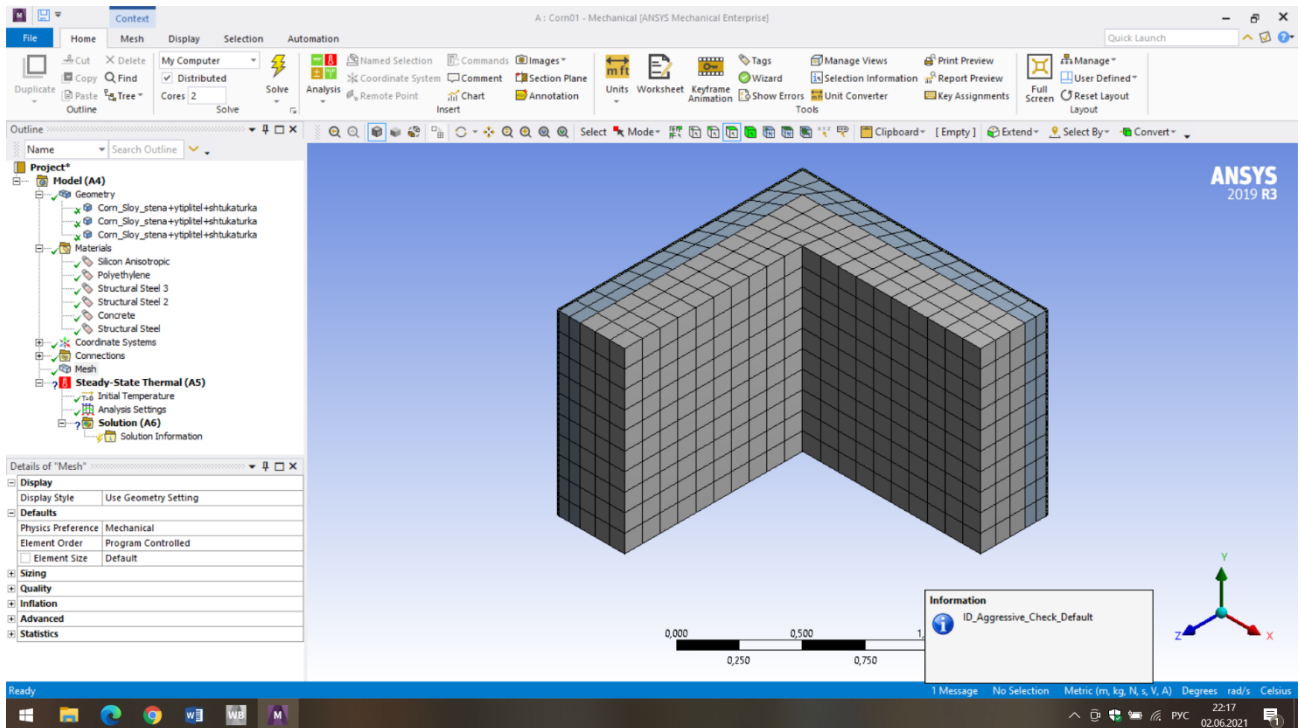 Context
A : Corn01 - Mechanical [ANSYS Mechanical Enterprise]
File Home Mesh Display Selection Automation Quick Launch
Cut Delete My Computer Named Selection Commands Images Tags Manage Views Print Preview Manage
Duplicate Copy Find Distributed Solve Analysis Coordinate System Comment Section Plane Units Worksheet Keyframe Animation Wizard Selection Information Report Preview Full Screen User Defined
Paste Tree Cores 2 Remote Point Chart Annotation Show Errors Unit Converter Key Assignments Reset Layout
Outline Solve Insert Tools Layout
Outline
Select Mode Clipboard [ Empty ] Extend Select By Convert
Name Search Outline
Project*
Model (A4)
Geometry
Corn_Sloy_stena+ytiplitel+shtukaturka
Corn_Sloy_stena+ytiplitel+shtukaturka
Corn_Sloy_stena+ytiplitel+shtukaturka
Materials
Silicon Anisotropic
Polyethylene
Structural Steel 3
Structural Steel 2
Concrete
Structural Steel
Coordinate Systems
Connections
Mesh
Steady-State Thermal (A5)
Initial Temperature
Analysis Settings
Solution (A6)
Solution Information
Details of "Mesh"
Display
Display Style Use Geometry Setting
Defaults
Physics Preference Mechanical
Element Order Program Controlled
Element Size Default
Sizing
Quality
Inflation
Advanced
Statistics
ANSYS
2019 R3
0,000 0,500 1,
0,250 0,750
Y
Z X
Information
ID_Aggressive_Check_Default
Ready 1 Message No Selection Metric (m, kg, N, s, V, A) Degrees rad/s Celsius
РУС 22:17
02.06.2021